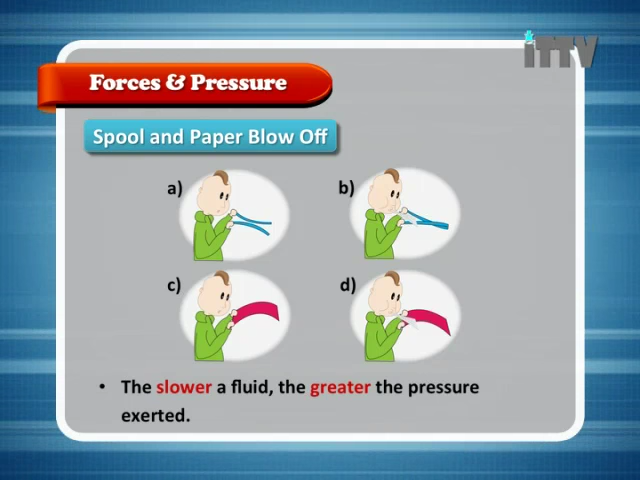 iTTV
Forces & Pressure
Spool and Paper Blow Off
a)
b)
c)
d)
• The slower a fluid, the greater the pressure
exerted.